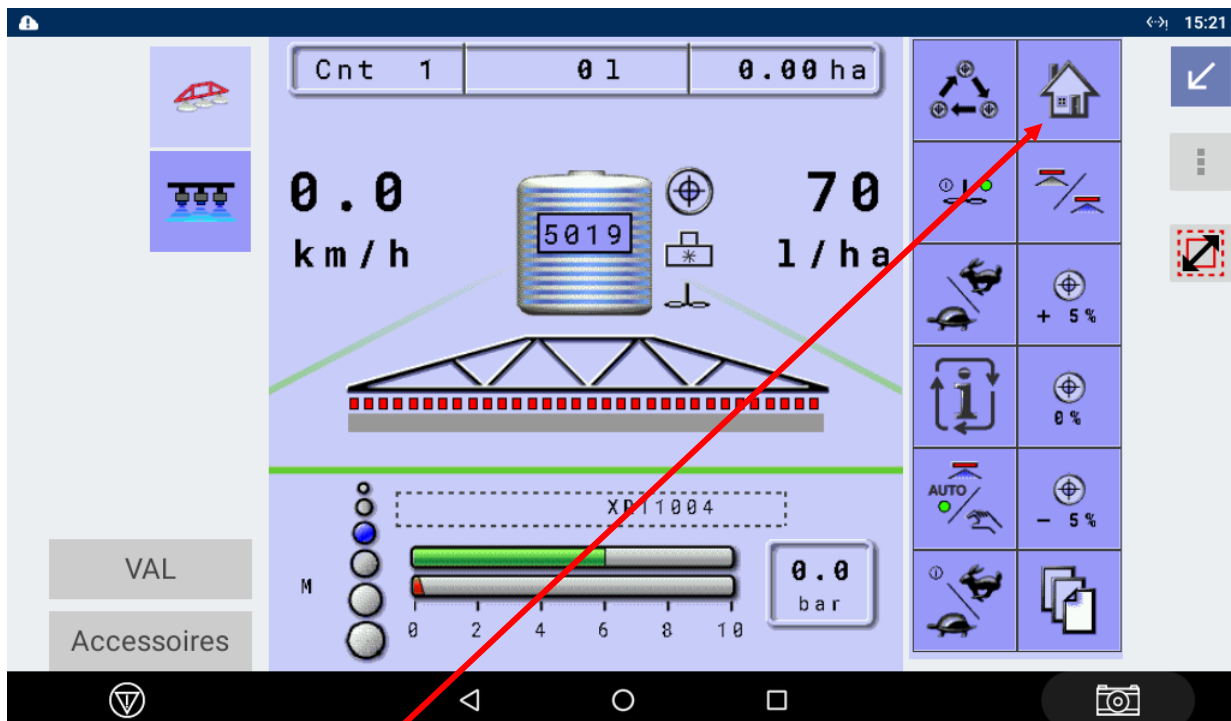 15:21
Cnt 1 0 l 0.00 ha
0.0 70
5019
km/h l/ha
+ 5%
0%
AUTO
- 5%
M
0.0
bar
0 2 4 6 8 10
VAL
Accessoires